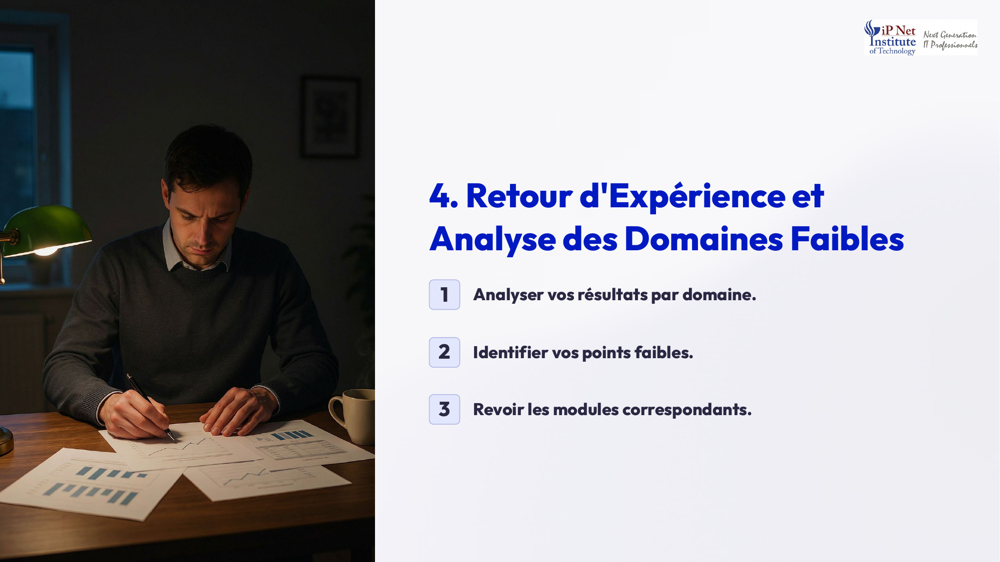 iP Net
Institute
of Technology
Next Generation
IT Professionnels
4. Retour d'Expérience et
Analyse des Domaines Faibles
1 Analyser vos résultats par domaine.
2 Identifier vos points faibles.
3 Revoir les modules correspondants.